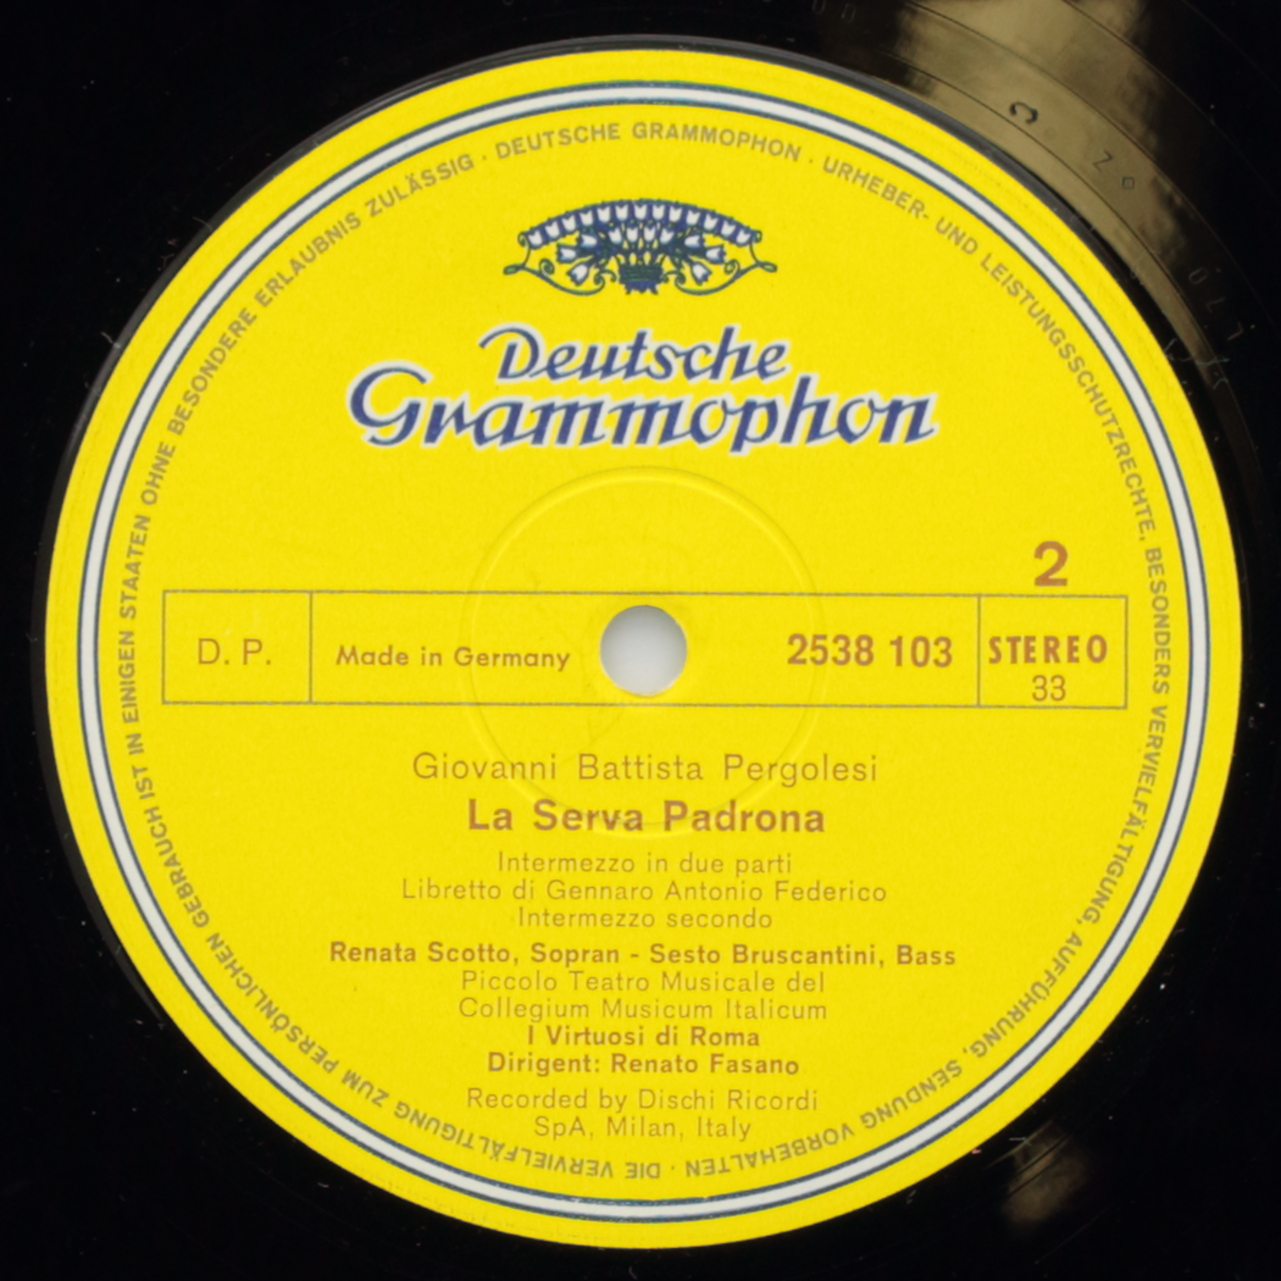 DEUTSCHE GRAMMOPHON · URHEBER- UND LEISTUNGSSCHUTZRECHTE, BESONDERS VERVIELFÄLTIGUNG, AUFFÜHRUNG, SENDUNG VORBEHALTEN · DIE VERVIELFÄLTIGUNG ZUM PERSÖNLICHEN GEBRAUCH IST IN EINIGEN STAATEN OHNE BESONDERE ERLAUBNIS ZULÄSSIG ·
Deutsche
Grammophon
2
D. P. Made in Germany 2538 103 STEREO
33
Giovanni Battista Pergolesi
La Serva Padrona
Intermezzo in due parti
Libretto di Gennaro Antonio Federico
Intermezzo secondo
Renata Scotto, Sopran - Sesto Bruscantini, Bass
Piccolo Teatro Musicale del
Collegium Musicum Italicum
I Virtuosi di Roma
Dirigent: Renato Fasano
Recorded by Dischi Ricordi
SpA, Milan, Italy